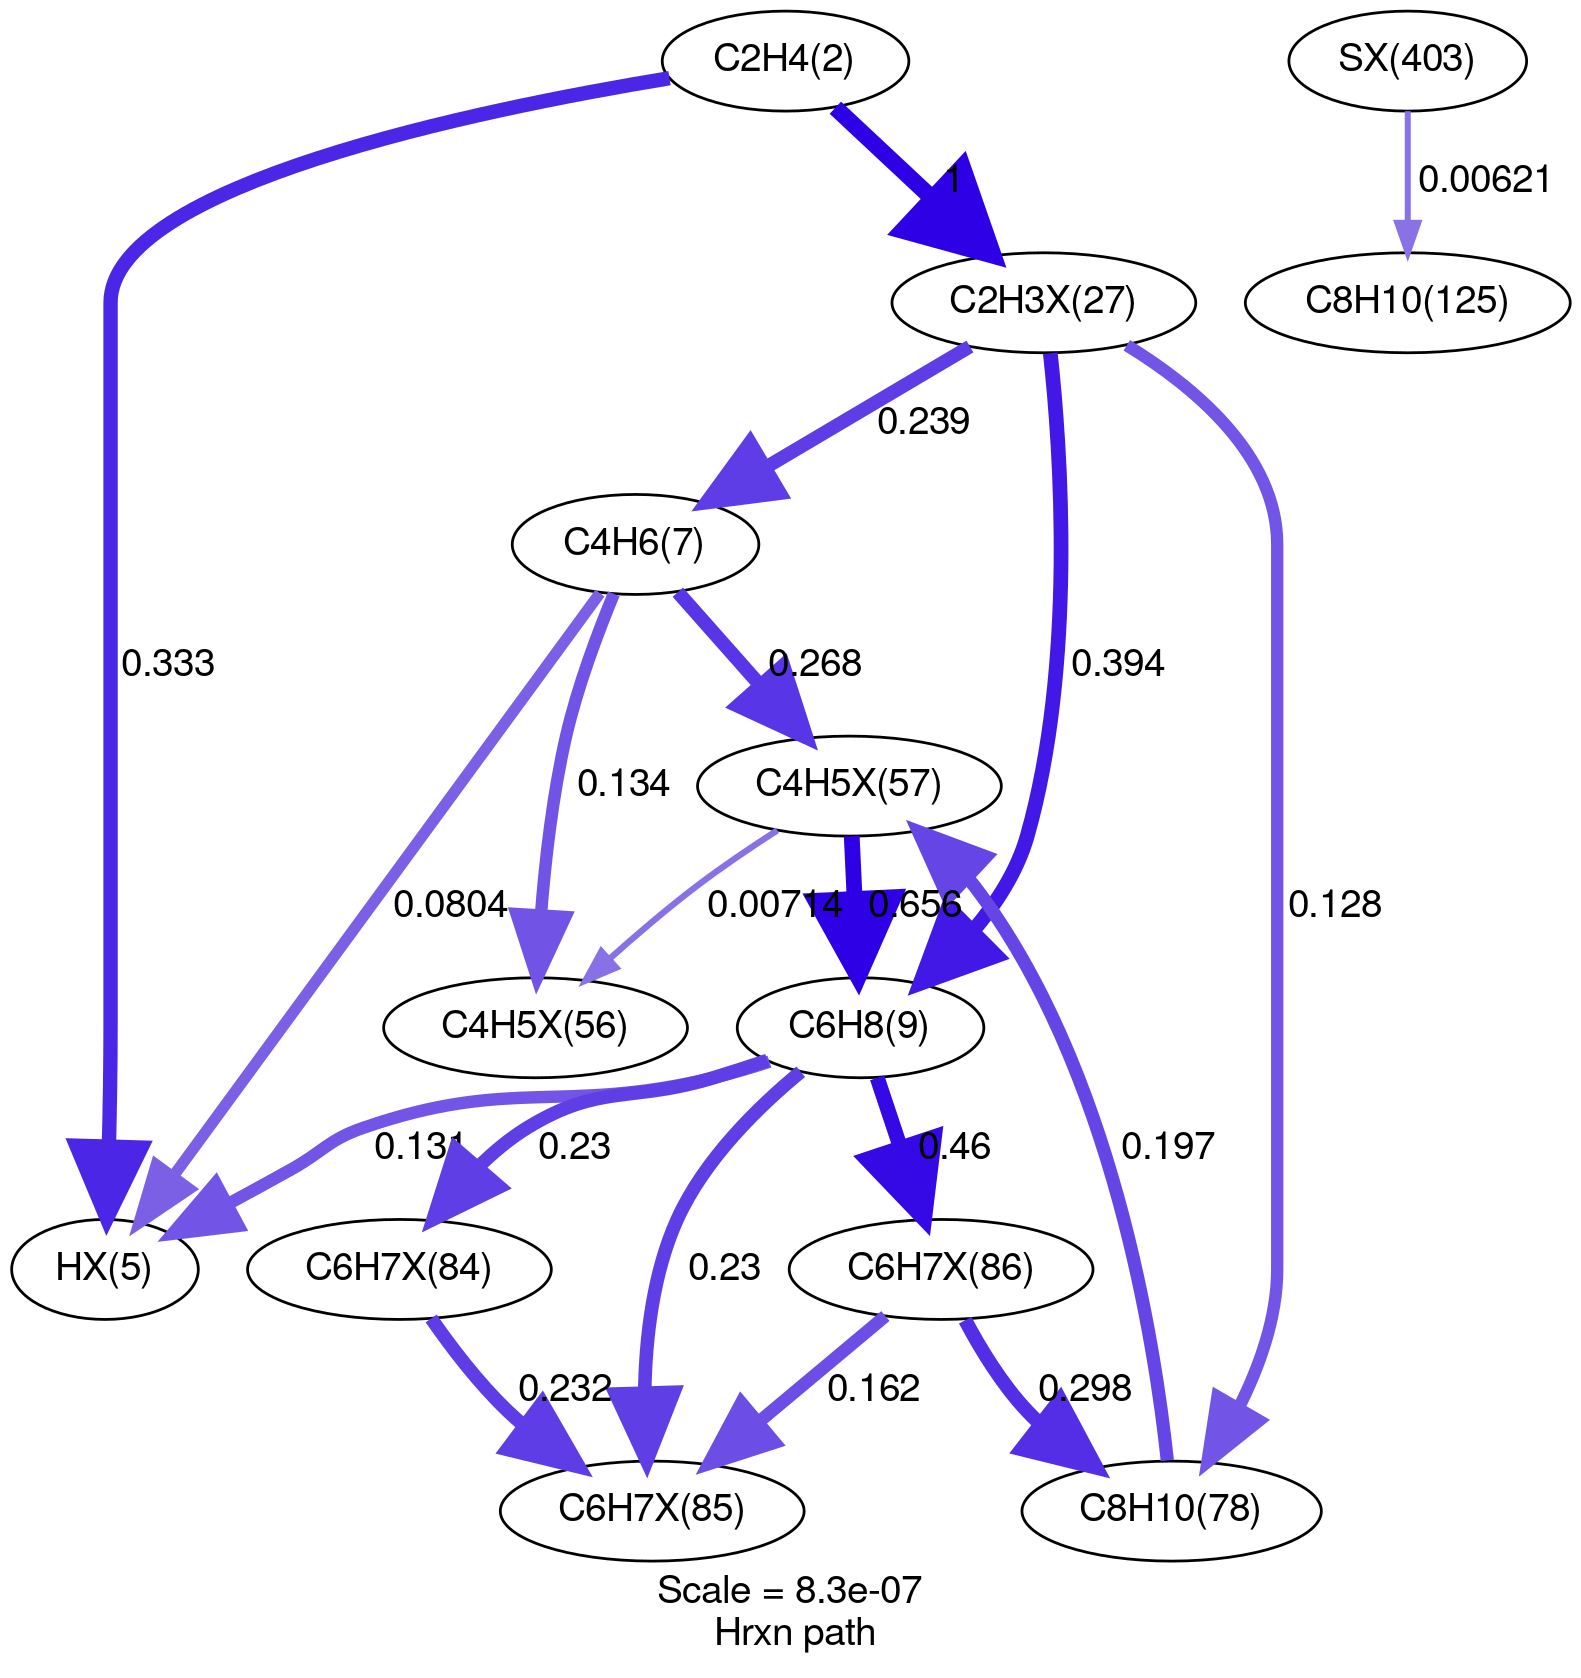 C2H4(2)
SX(403)
1
0.00621
C2H3X(27)
C8H10(125)
0.239
C4H6(7)
0.333
0.268
0.394
0.134
C4H5X(57)
0.0804
0.00714
0.656
0.128
C4H5X(56)
C6H8(9)
0.131
0.23
0.46
0.197
HX(5)
C6H7X(84)
0.23
C6H7X(86)
0.232
0.162
0.298
C6H7X(85)
C8H10(78)
Scale = 8.3e-07
Hrxn path